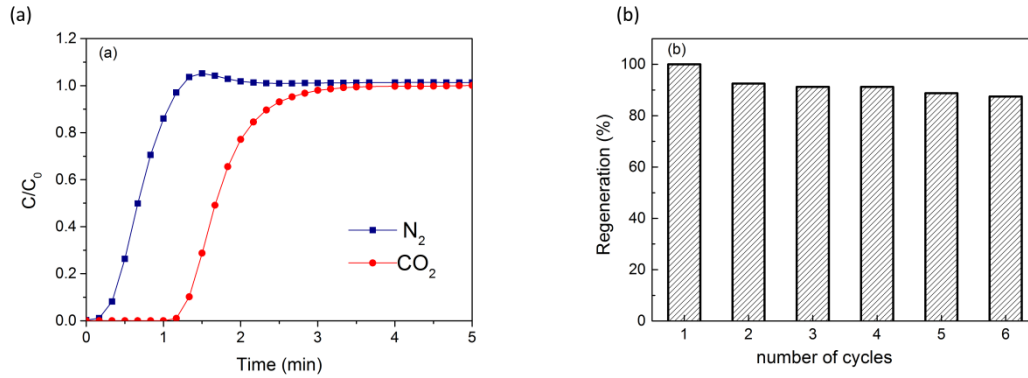 (a)
(a)
1.2
1.0
0.8
0.6
0.4
0.2
0.0
C/C₀
N₂
CO₂
0 1 2 3 4 5
Time (min)
(b)
(b)
100
80
60
40
20
Regeneration (%)
1 2 3 4 5 6
number of cycles